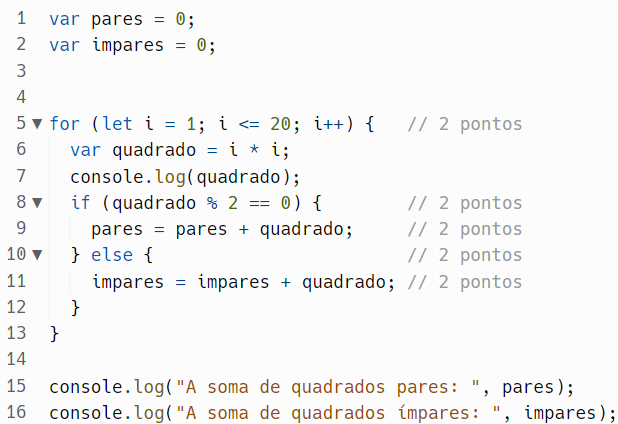 1 var pares = 0;
2 var impares = 0;
3
4
5 for (let i = 1; i <= 20; i++) { // 2 pontos
6 var quadrado = i * i;
7 console.log(quadrado);
8 if (quadrado % 2 == 0) { // 2 pontos
9 pares = pares + quadrado; // 2 pontos
10 } else { // 2 pontos
11 impares = impares + quadrado; // 2 pontos
12 }
13 }
14
15 console.log("A soma de quadrados pares: ", pares);
16 console.log("A soma de quadrados ímpares: ", impares);